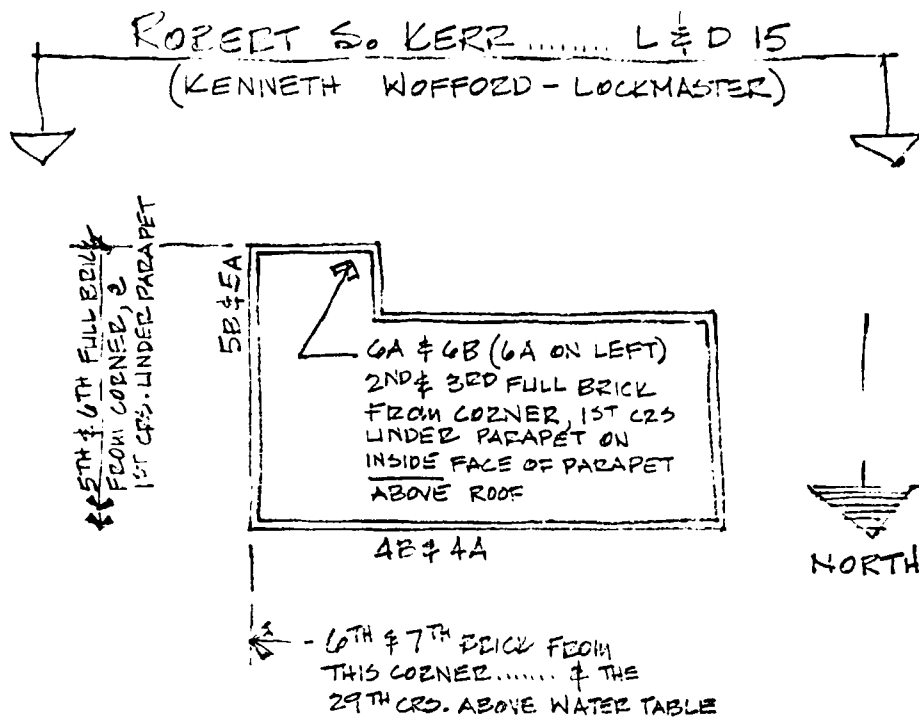 ROBERT S. KERR ........ L & D 15
(KENNETH WOFFORD - LOCKMASTER)
5TH & 6TH FULL BRICK
FROM CORNER, @
1ST CRS. UNDER PARAPET
5B & 5A
6A & 6B (6A ON LEFT)
2ND & 3RD FULL BRICK
FROM CORNER, 1ST CRS
UNDER PARAPET ON
INSIDE FACE OF PARAPET
ABOVE ROOF
4B & 4A
NORTH
- 6TH & 7TH BRICK FROM
THIS CORNER ....... & THE
29TH CRS. ABOVE WATER TABLE